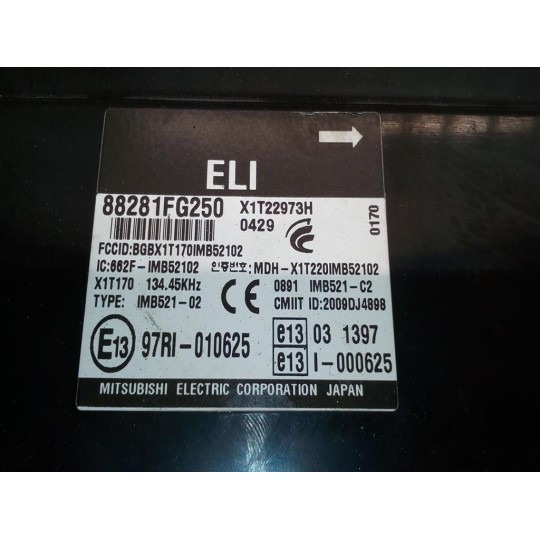 ELI
88281FG250 X1T22973H
0429
0170
FCCID:BGBX1T170IMB52102
IC:662F-IMB52102 인증번호:MDH-X1T220IMB52102
X1T170 134.45KHz CE 0891 IMB521-C2
TYPE: IMB521-02 CMIIT ID:2009DJ4898
E13 97RI-010625 e13 03 1397
e13 I-000625
MITSUBISHI ELECTRIC CORPORATION JAPAN